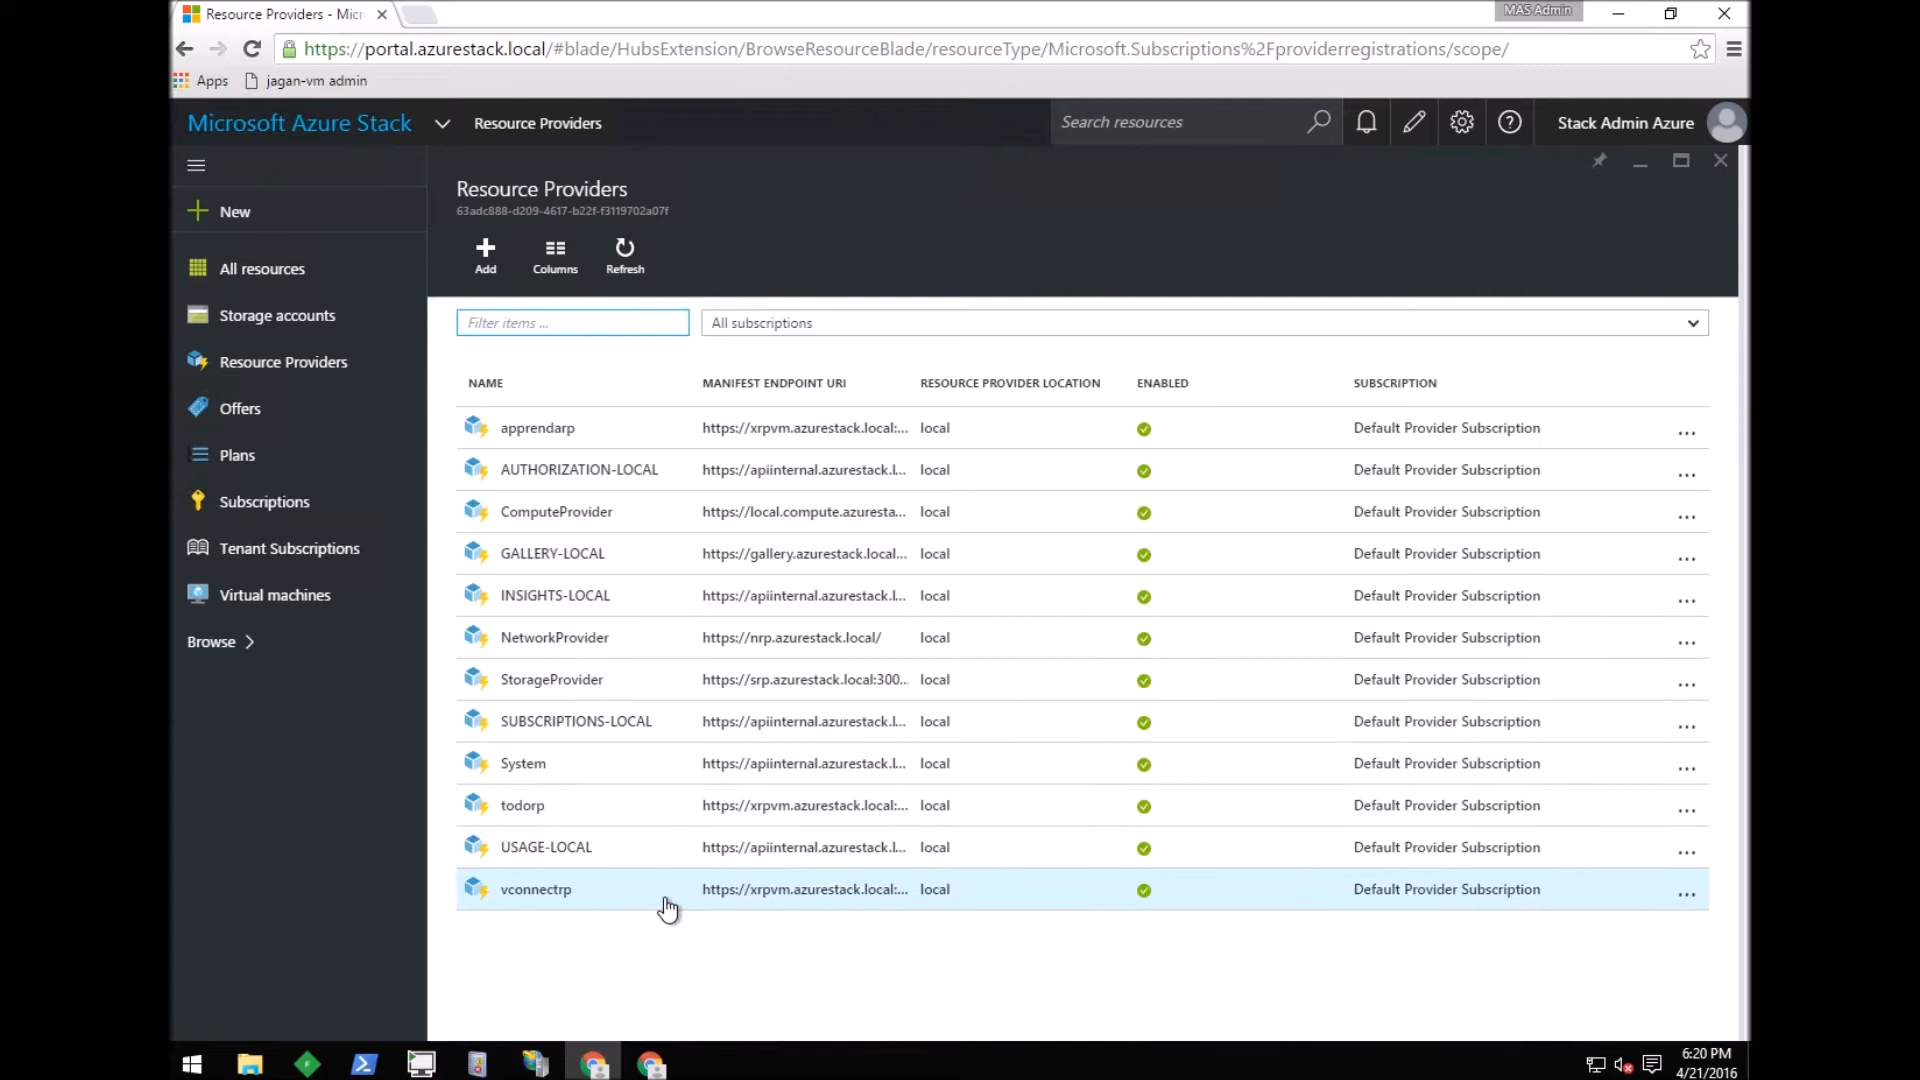 Resource Providers - Micr
MAS Admin
https://portal.azurestack.local/#blade/HubsExtension/BrowseResourceBlade/resourceType/Microsoft.Subscriptions%2Fproviderregistrations/scope/
Apps
jagan-vm admin
Microsoft Azure Stack
Resource Providers
Search resources
Stack Admin Azure
New
All resources
Storage accounts
Resource Providers
Offers
Plans
Subscriptions
Tenant Subscriptions
Virtual machines
Browse
Resource Providers
63adc888-d209-4617-b22f-f3119702a07f
Add
Columns
Refresh
Filter items ...
All subscriptions
NAME MANIFEST ENDPOINT URI RESOURCE PROVIDER LOCATION ENABLED SUBSCRIPTION
apprendarp https://xrpvm.azurestack.local:... local Default Provider Subscription ...
AUTHORIZATION-LOCAL https://apiinternal.azurestack.l... local Default Provider Subscription ...
ComputeProvider https://local.compute.azuresta... local Default Provider Subscription ...
GALLERY-LOCAL https://gallery.azurestack.local... local Default Provider Subscription ...
INSIGHTS-LOCAL https://apiinternal.azurestack.l... local Default Provider Subscription ...
NetworkProvider https://nrp.azurestack.local/ local Default Provider Subscription ...
StorageProvider https://srp.azurestack.local:300... local Default Provider Subscription ...
SUBSCRIPTIONS-LOCAL https://apiinternal.azurestack.l... local Default Provider Subscription ...
System https://apiinternal.azurestack.l... local Default Provider Subscription ...
todorp https://xrpvm.azurestack.local:... local Default Provider Subscription ...
USAGE-LOCAL https://apiinternal.azurestack.l... local Default Provider Subscription ...
vconnectrp https://xrpvm.azurestack.local:... local Default Provider Subscription ...
6:20 PM
4/21/2016